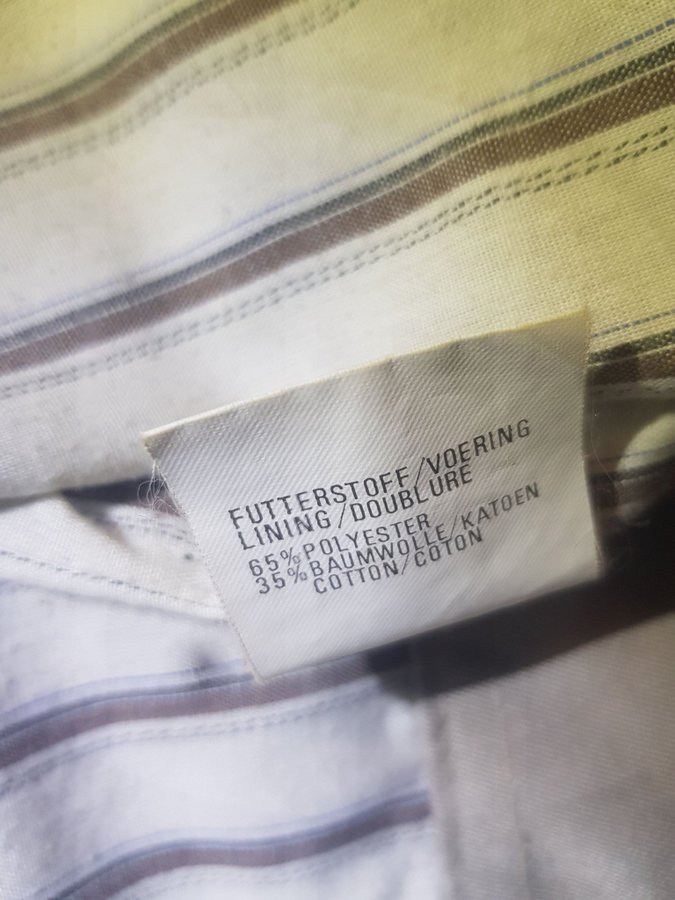 FUTTERSTOFF/VOERING
LINING/DOUBLURE
65% POLYESTER
35% BAUMWOLLE/KATOEN
COTTON/COTON